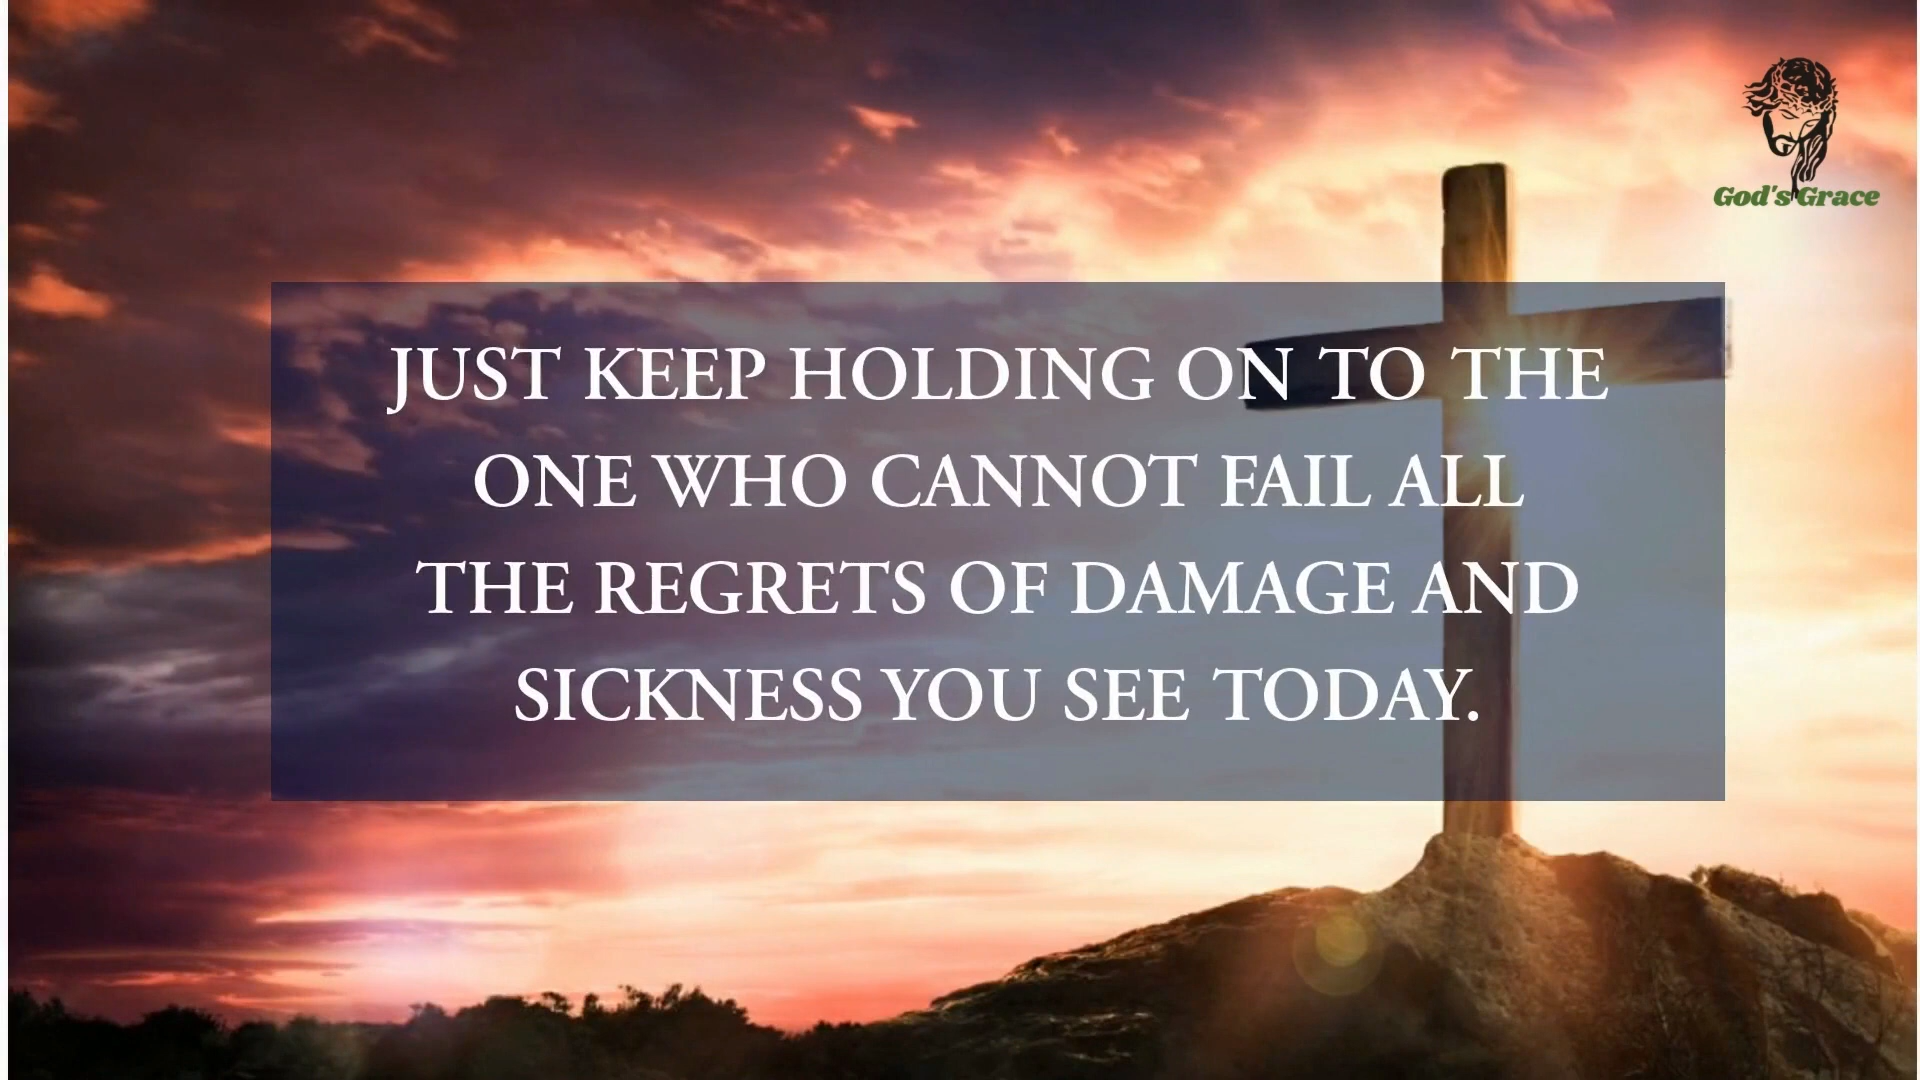 God's Grace
JUST KEEP HOLDING ON TO THE
ONE WHO CANNOT FAIL ALL
THE REGRETS OF DAMAGE AND
SICKNESS YOU SEE TODAY.